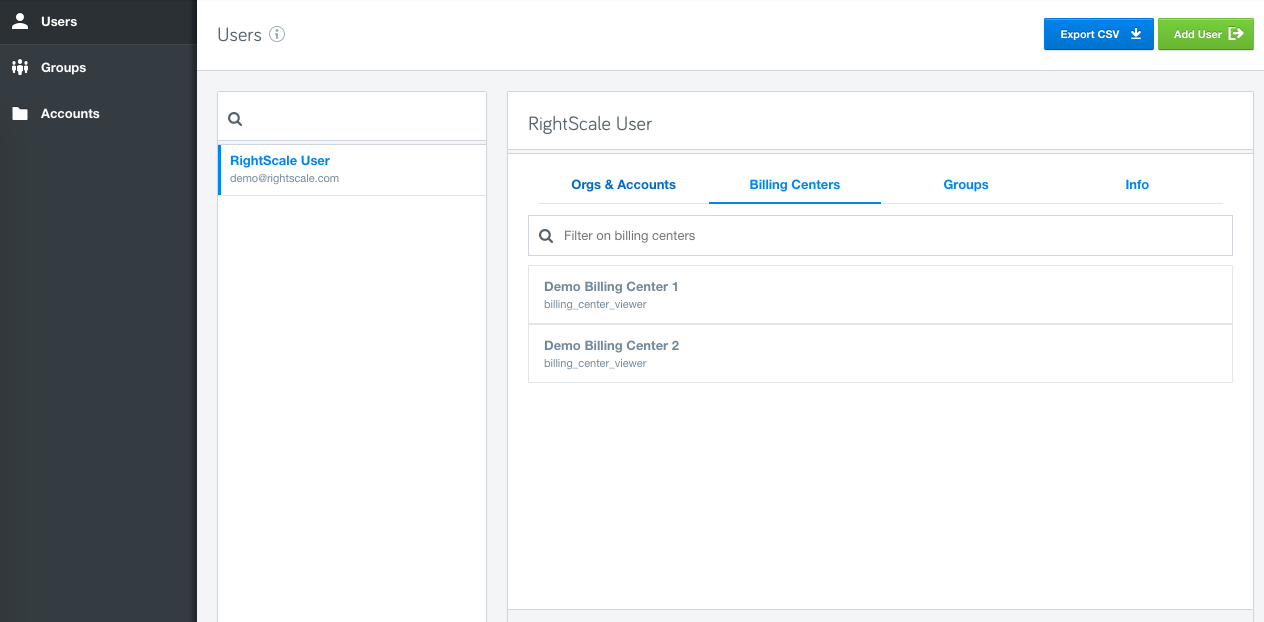 Users
Groups
Accounts
Users
Export CSV
Add User
RightScale User
demo@rightscale.com
RightScale User
Orgs & Accounts
Billing Centers
Groups
Info
Filter on billing centers
Demo Billing Center 1
billing_center_viewer
Demo Billing Center 2
billing_center_viewer